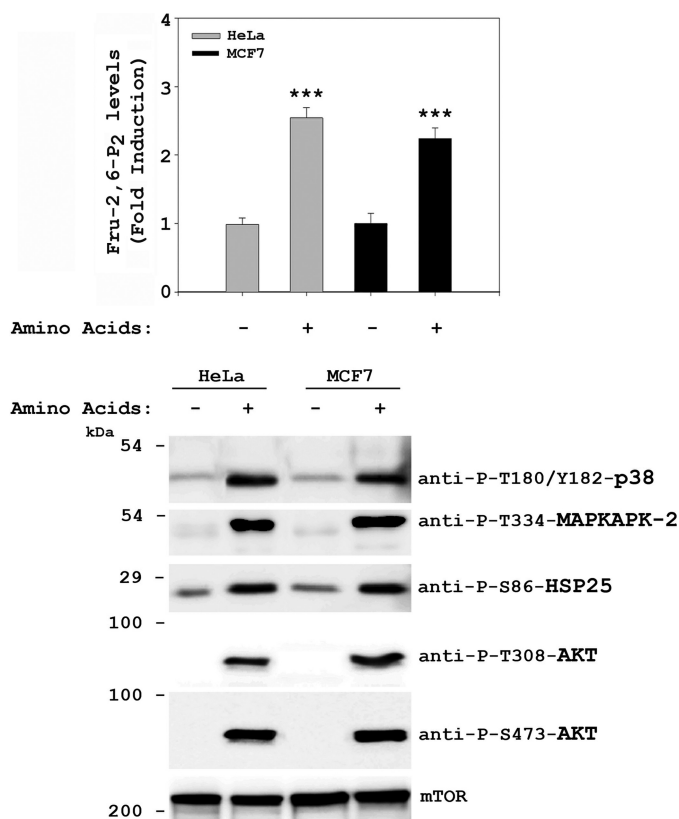 4
3
2
1
0
Fru-2,6-P2 levels
(Fold Induction)
HeLa
MCF7
*** ***
Amino Acids: - + - +
HeLa MCF7
Amino Acids: - + - +
kDa
54 - anti-P-T180/Y182-p38
54 - anti-P-T334-MAPKAPK-2
29 - anti-P-S86-HSP25
100 - anti-P-T308-AKT
100 - anti-P-S473-AKT
mTOR
200 -